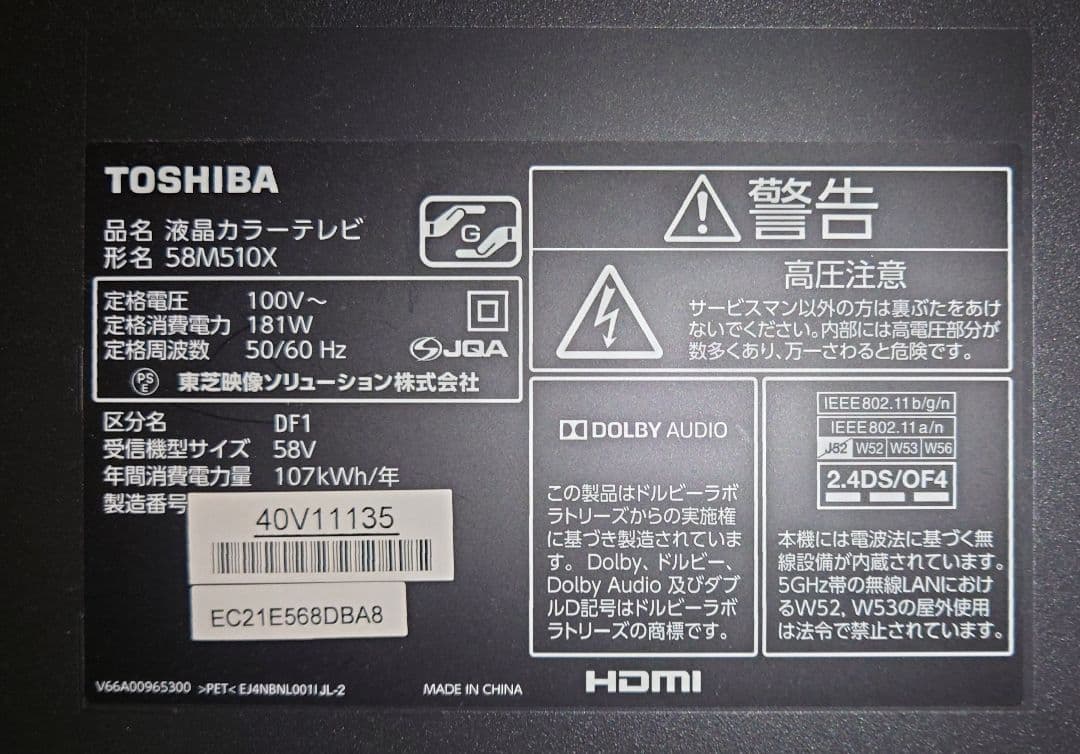 TOSHIBA
品名 液晶カラーテレビ
形名 58M510X
G
定格電圧 100V～
定格消費電力 181W
定格周波数 50/60 Hz
JQA
PSE 東芝映像ソリューション株式会社
区分名 DF1
受信機型サイズ 58V
年間消費電力量 107kWh/年
製造番号
40V11135
EC21E568DBA8
V66A00965300 >PET< EJ4NBNL001I JL-2
MADE IN CHINA
警告
高圧注意
サービスマン以外の方は裏ぶたをあけ
ないでください。内部には高電圧部分が
数多くあり、万一さわると危険です。
DOLBY AUDIO
この製品はドルビーラボ
ラトリーズからの実施権
に基づき製造されていま
す。Dolby、ドルビー、
Dolby Audio 及びダブ
ルD記号はドルビーラボ
ラトリーズの商標です。
IEEE802.11b/g/n
IEEE802.11a/n
J52 W52 W53 W56
2.4DS/OF4
本機には電波法に基づく無
線設備が内蔵されています。
5GHz帯の無線LANにおけ
るW52, W53の屋外使用
は法令で禁止されています。
HDMI